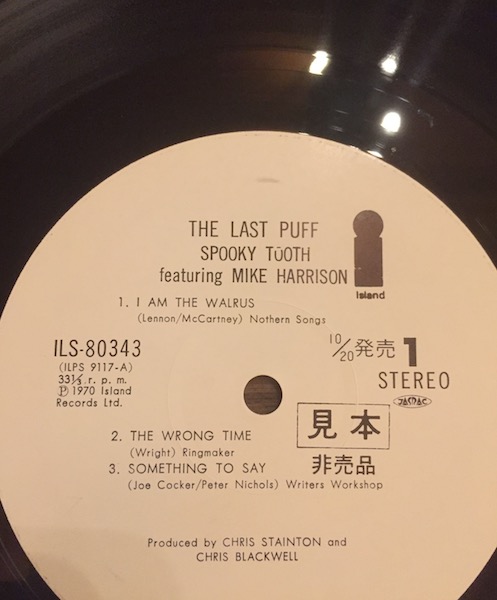 THE LAST PUFF
SPOOKY TOOTH
featuring MIKE HARRISON
island
1. I AM THE WALRUS
(Lennon/McCartney) Nothern Songs
ILS-80343
(ILPS 9117-A)
33⅓ r. p. m.
Ⓟ 1970 Island
Records Ltd.
10/20 発売 1
STEREO
JASRAC
2. THE WRONG TIME
(Wright) Ringmaker
3. SOMETHING TO SAY
(Joe Cocker/Peter Nichols) Writers Workshop
見本
非売品
Produced by CHRIS STAINTON and
CHRIS BLACKWELL